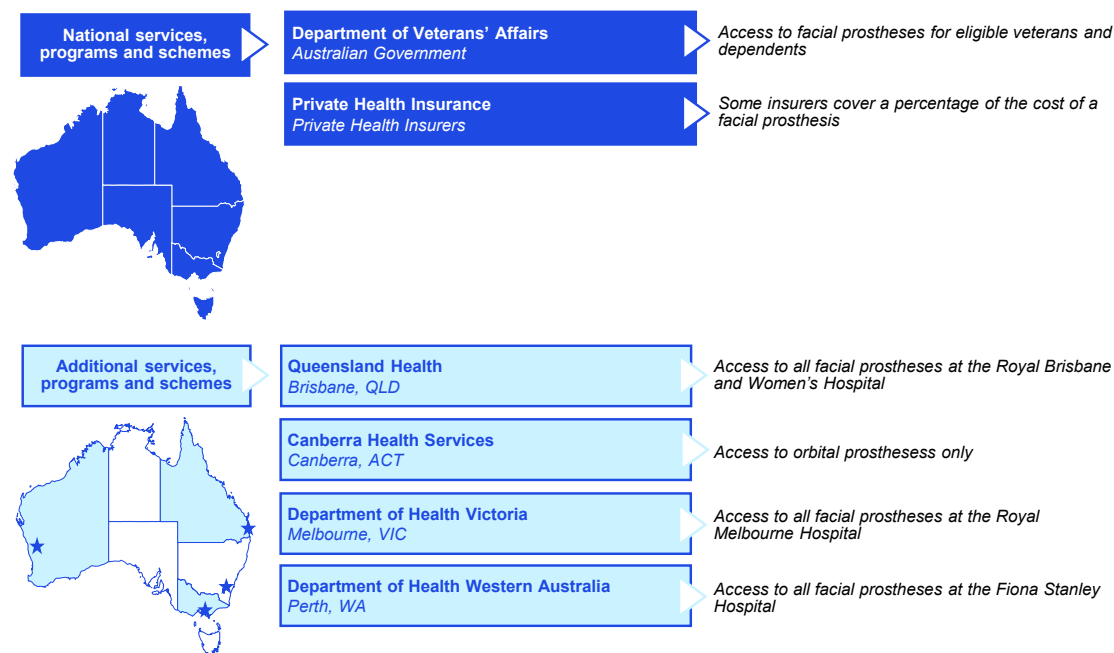 National services,
programs and schemes
Department of Veterans’ Affairs
Australian Government
Access to facial prostheses for eligible veterans and
dependents
Private Health Insurance
Private Health Insurers
Some insurers cover a percentage of the cost of a
facial prosthesis
Additional services,
programs and schemes
Queensland Health
Brisbane, QLD
Access to all facial prostheses at the Royal Brisbane
and Women’s Hospital
Canberra Health Services
Canberra, ACT
Access to orbital prosthesess only
Department of Health Victoria
Melbourne, VIC
Access to all facial prostheses at the Royal
Melbourne Hospital
Department of Health Western Australia
Perth, WA
Access to all facial prostheses at the Fiona Stanley
Hospital